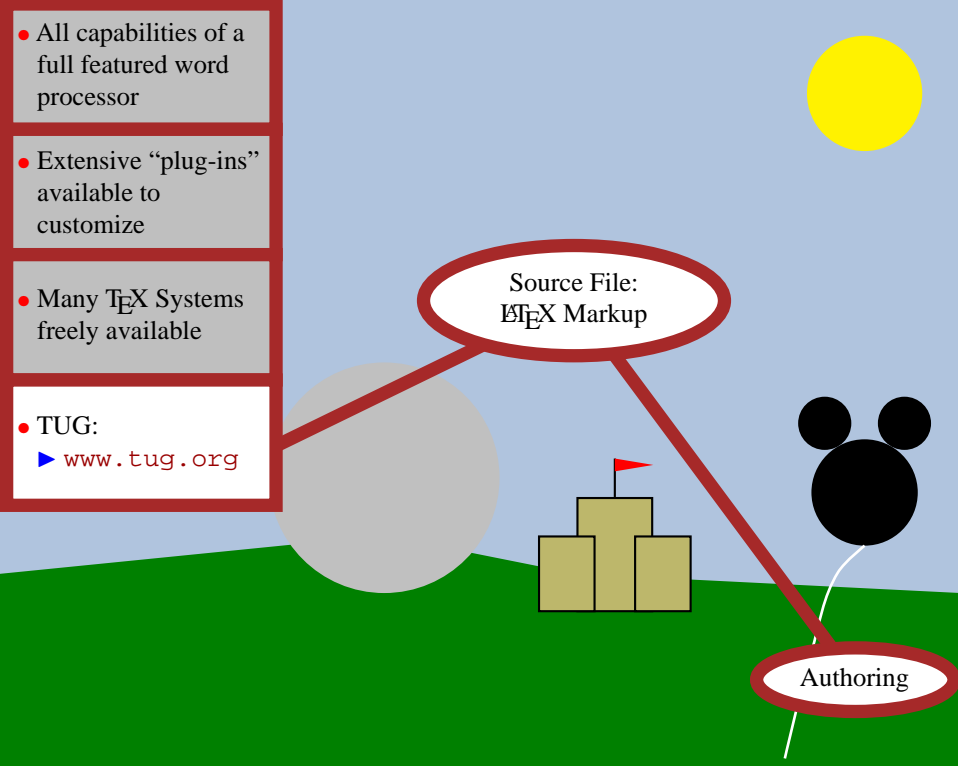 • All capabilities of a
full featured word
processor
• Extensive “plug-ins”
available to
customize
• Many TEX Systems
freely available
• TUG:
► www.tug.org
Source File:
LATEX Markup
Authoring